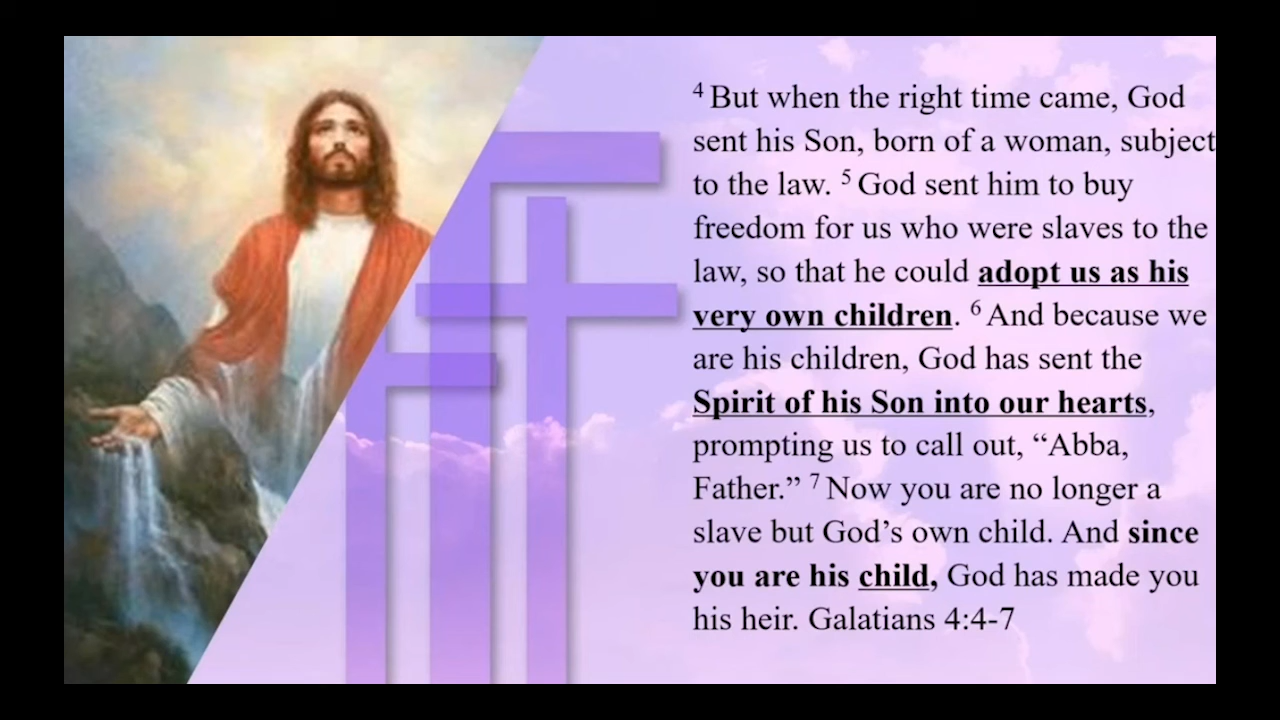 4 But when the right time came, God
sent his Son, born of a woman, subject
to the law. 5 God sent him to buy
freedom for us who were slaves to the
law, so that he could adopt us as his
very own children. 6 And because we
are his children, God has sent the
Spirit of his Son into our hearts,
prompting us to call out, “Abba,
Father.” 7 Now you are no longer a
slave but God’s own child. And since
you are his child, God has made you
his heir. Galatians 4:4-7